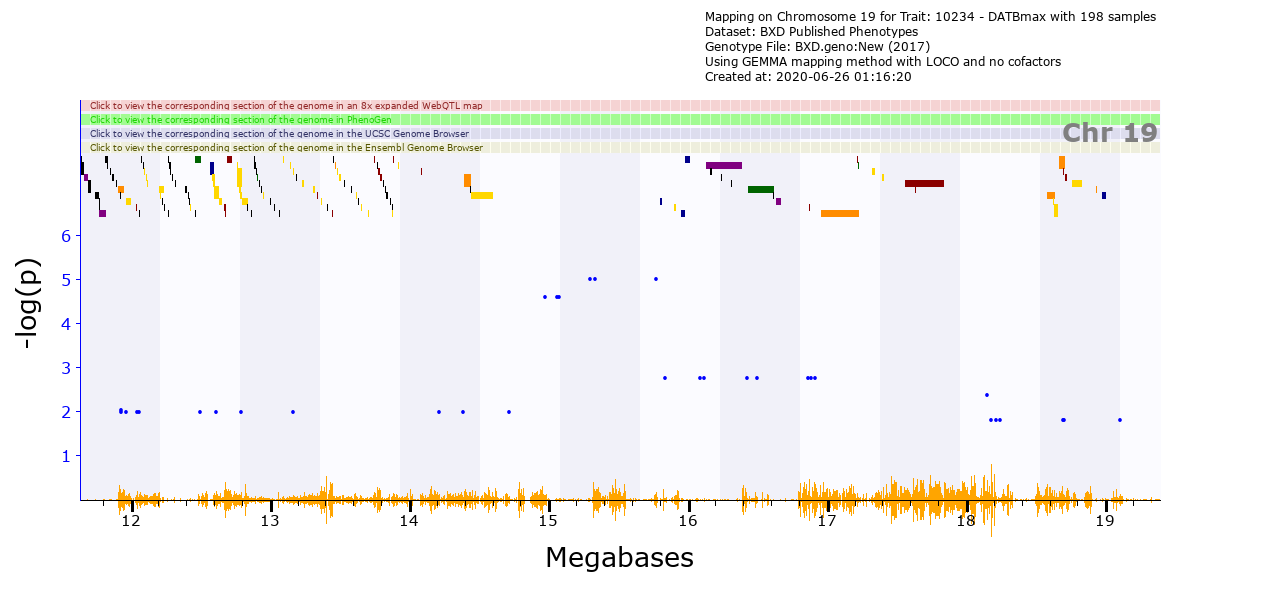 Mapping on Chromosome 19 for Trait: 10234 - DATBmax with 198 samples
Dataset: BXD Published Phenotypes
Genotype File: BXD.geno:New (2017)
Using GEMMA mapping method with LOCO and no cofactors
Created at: 2020-06-26 01:16:20
Click to view the corresponding section of the genome in an 8x expanded WebQTL map
Click to view the corresponding section of the genome in PhenoGen
Click to view the corresponding section of the genome in the UCSC Genome Browser
Chr 19
Click to view the corresponding section of the genome in the Ensembl Genome Browser
6
5
4
3
2
1
-log(p)
12 13 14 15 16 17 18 19
Megabases